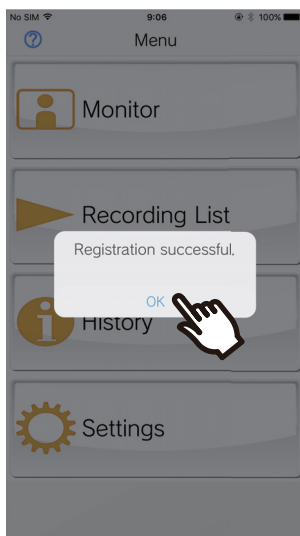 No SIM 9:06 100%
? Menu
Monitor
Recording List
Registration successful.
OK
History
Settings